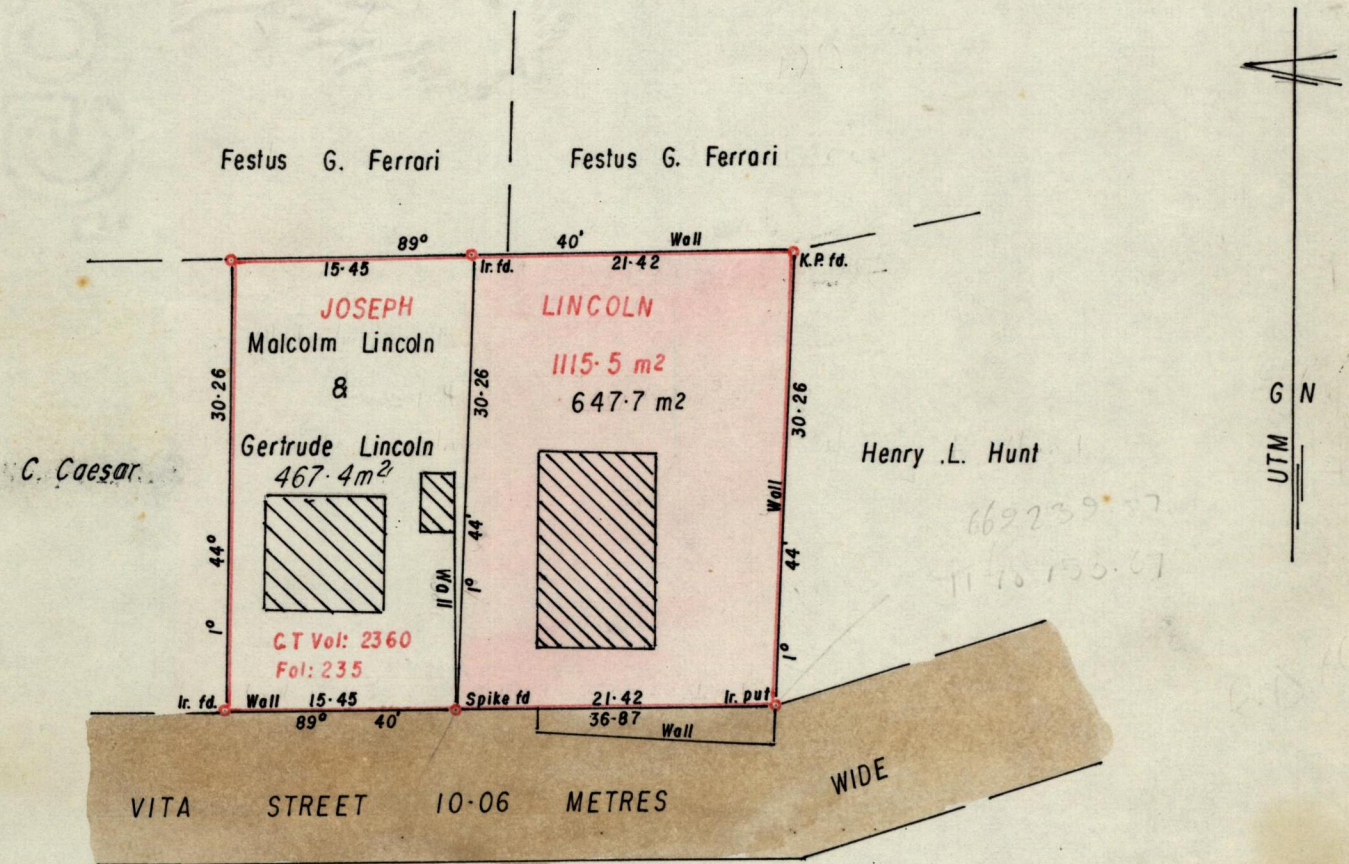 Festus G. Ferrari
Festus G. Ferrari
89° 40' Wall
15·45 Ir. fd. 21·42 K.P. fd.
JOSEPH LINCOLN
Malcolm Lincoln
&
Gertrude Lincoln
467·4m²
1115·5 m2
647·7 m2
30·26
30·26
30·26
C. Caesar
Henry .L. Hunt
G N
UTM
44°
1°
44'
1°
Wall
Wall
44'
1°
C.T Vol: 2360
Fol: 235
Ir. fd. Wall 15·45 Spike fd 21·42 Ir. put
89° 40' 36-87
Wall
VITA STREET 10·06 METRES WIDE